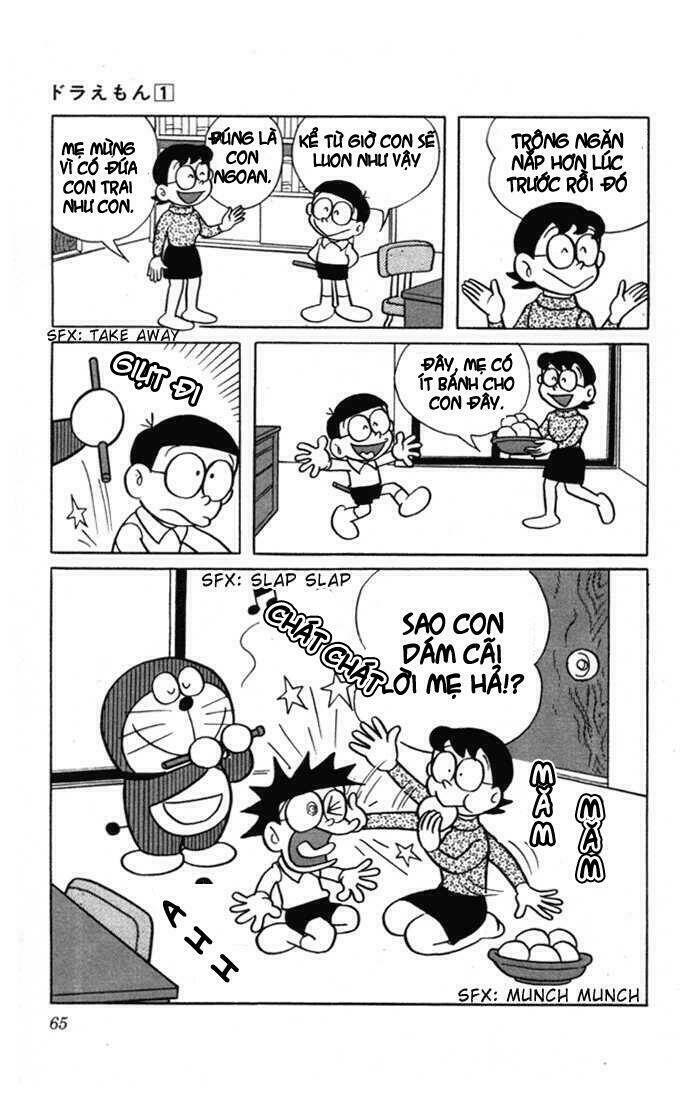 ドラえもん 1
MẸ MỪNG
VÌ CÓ ĐỨA
CON TRAI
NHƯ CON.
ĐÚNG LÀ
CON
NGOAN.
KỂ TỪ GIỜ CON SẼ
LUON NHƯ VẬY
TRÔNG NGĂN
NẮP HƠN LÚC
TRƯỚC RỒI ĐÓ
SFX: TAKE AWAY
GIỰT ĐI
ĐÂY, MẸ CÓ
ÍT BÁNH CHO
CON ĐÂY.
SFX: SLAP SLAP
CHÁT CHÁT
SAO CON
DÁM CÃI
LỜI MẸ HẢ!?
MĂM
MĂM
AHH
SFX: MUNCH MUNCH
65